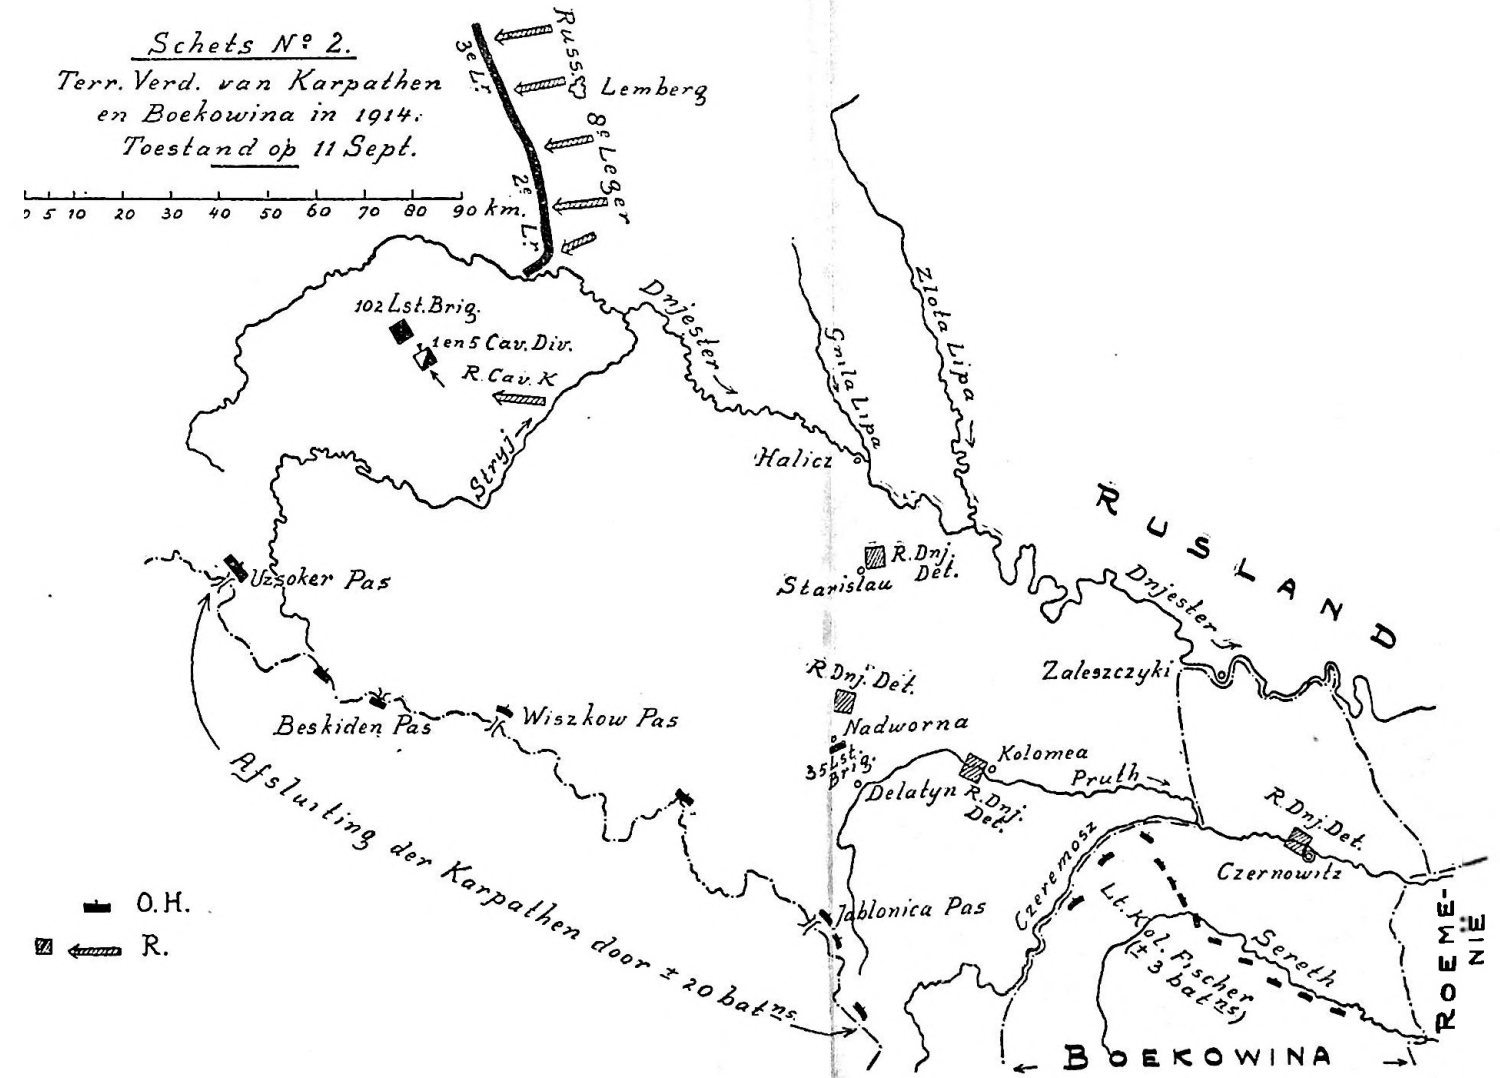 Schets Nº 2.
Terr. Verd. van Karpathen
en Boekowina in 1914.
Toestand op 11 Sept.
0 5 10 20 30 40 50 60 70 80 90 km.
3e Lr.
2e Lr.
Russ.
8e Leger
Lemberg
102 Lst. Brig.
1 en 5 Cav. Div.
R. Cav. K
Stryj
Dnjester
Gnila Lipa
Zlota Lipa
Halicz
RUSLAND
R. Dnj.
Det.
Stanislau
Dnjester
Uzsoker Pas
Zaleszczyki
R. Dnj. Det.
Beskiden Pas
Wiszkow Pas
Nadworna
35 Lst.
Brig.
Kolomea
Pruth
Delatyn
R. Dnj.
Det.
R. Dnj. Det.
Czernowitz
Czeremosz
Afsluiting der Karpathen door ± 20 batns.
Jablonica Pas
Lt. Kol. Fischer
(± 3 batns)
Sereth
O.H.
R.
ROEME-
NIË
BOEKOWINA